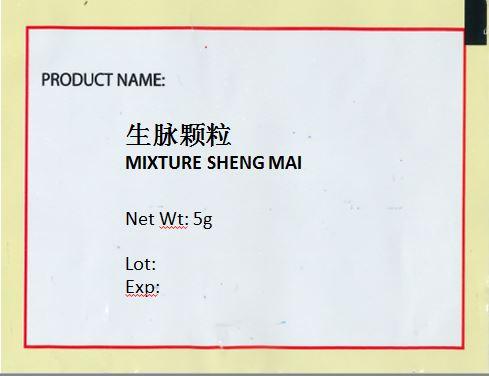 PRODUCT NAME:
生脉颗粒
MIXTURE SHENG MAI
Net Wt: 5g
Lot:
Exp: